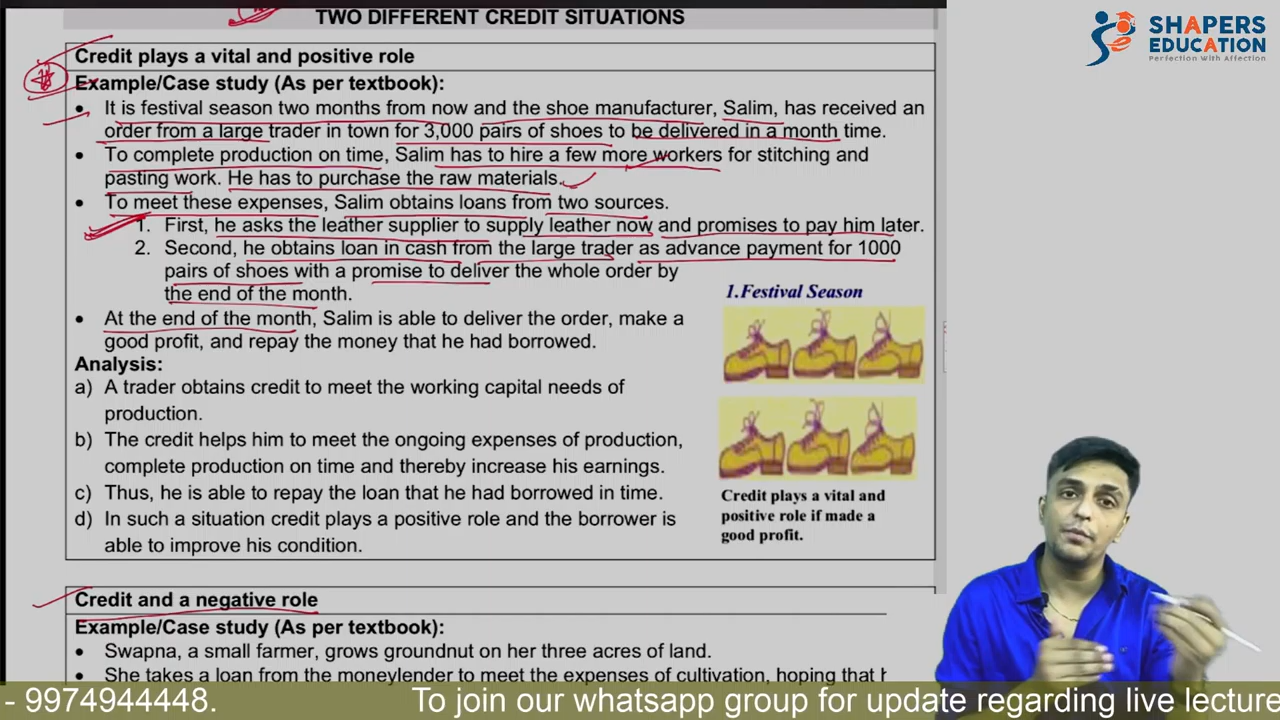 TWO DIFFERENT CREDIT SITUATIONS
SHAPERS
EDUCATION
Perfection With Affection
Credit plays a vital and positive role
Example/Case study (As per textbook):
• It is festival season two months from now and the shoe manufacturer, Salim, has received an
order from a large trader in town for 3,000 pairs of shoes to be delivered in a month time.
• To complete production on time, Salim has to hire a few more workers for stitching and
pasting work. He has to purchase the raw materials.
• To meet these expenses, Salim obtains loans from two sources.
1. First, he asks the leather supplier to supply leather now and promises to pay him later.
2. Second, he obtains loan in cash from the large trader as advance payment for 1000
pairs of shoes with a promise to deliver the whole order by
the end of the month.
• At the end of the month, Salim is able to deliver the order, make a
good profit, and repay the money that he had borrowed.
Analysis:
a) A trader obtains credit to meet the working capital needs of
production.
b) The credit helps him to meet the ongoing expenses of production,
complete production on time and thereby increase his earnings.
c) Thus, he is able to repay the loan that he had borrowed in time.
d) In such a situation credit plays a positive role and the borrower is
able to improve his condition.
1.Festival Season
Credit plays a vital and
positive role if made a
good profit.
Credit and a negative role
Example/Case study (As per textbook):
• Swapna, a small farmer, grows groundnut on her three acres of land.
• She takes a loan from the moneylender to meet the expenses of cultivation, hoping that h
- 9974944448. To join our whatsapp group for update regarding live lecture